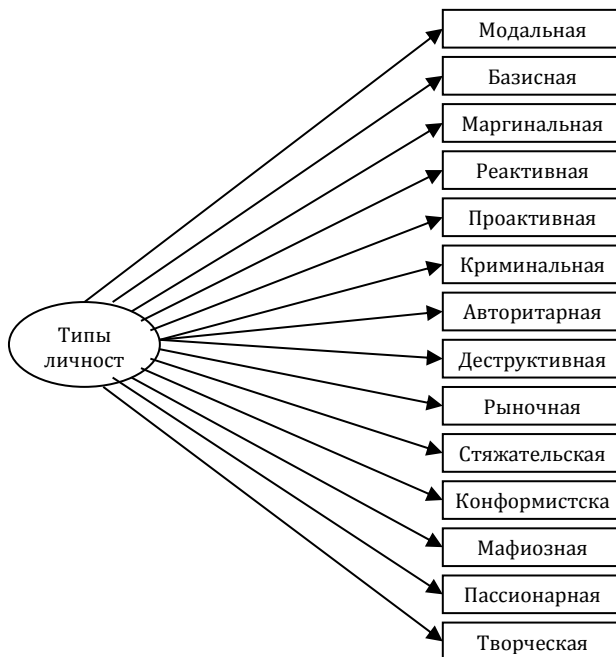 Модальная
Базисная
Маргинальная
Реактивная
Проактивная
Криминальная
Авторитарная
Типы
личност
Деструктивная
Рыночная
Стяжательская
Конформистска
Мафиозная
Пассионарная
Творческая